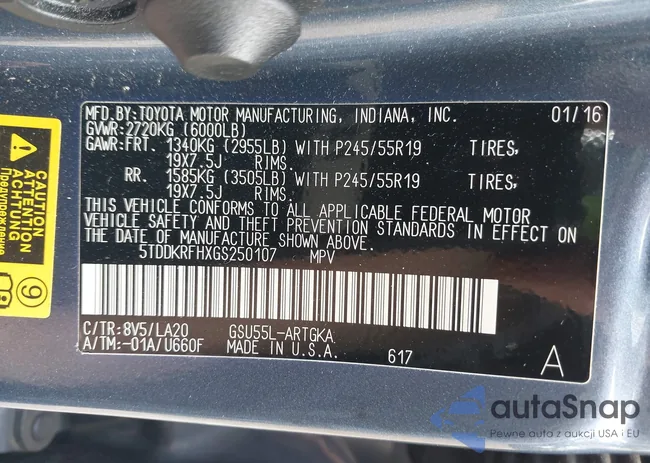 MFD.BY:TOYOTA MOTOR MANUFACTURING, INDIANA, INC. 01/16
GVWR:2720KG (6000LB)
GAWR:FRT. 1340KG (2955LB) WITH P245/55R19 TIRES,
19X7.5J RIMS.
RR. 1585KG (3505LB) WITH P245/55R19 TIRES,
19X7.5J RIMS.
THIS VEHICLE CONFORMS TO ALL APPLICABLE FEDERAL MOTOR
VEHICLE SAFETY AND THEFT PREVENTION STANDARDS IN EFFECT ON
THE DATE OF MANUFACTURE SHOWN ABOVE.
5TDDKRFHXGS250107 MPV
C/TR:8V5/LA20 GSU55L-ARTGKA
A/TM:-01A/U660F MADE IN U.S.A. 617 A
CAUTION
ATTENTION
ACHTUNG
Предупреждение
9
autaSnap
Pewne auta z aukcji USA i EU